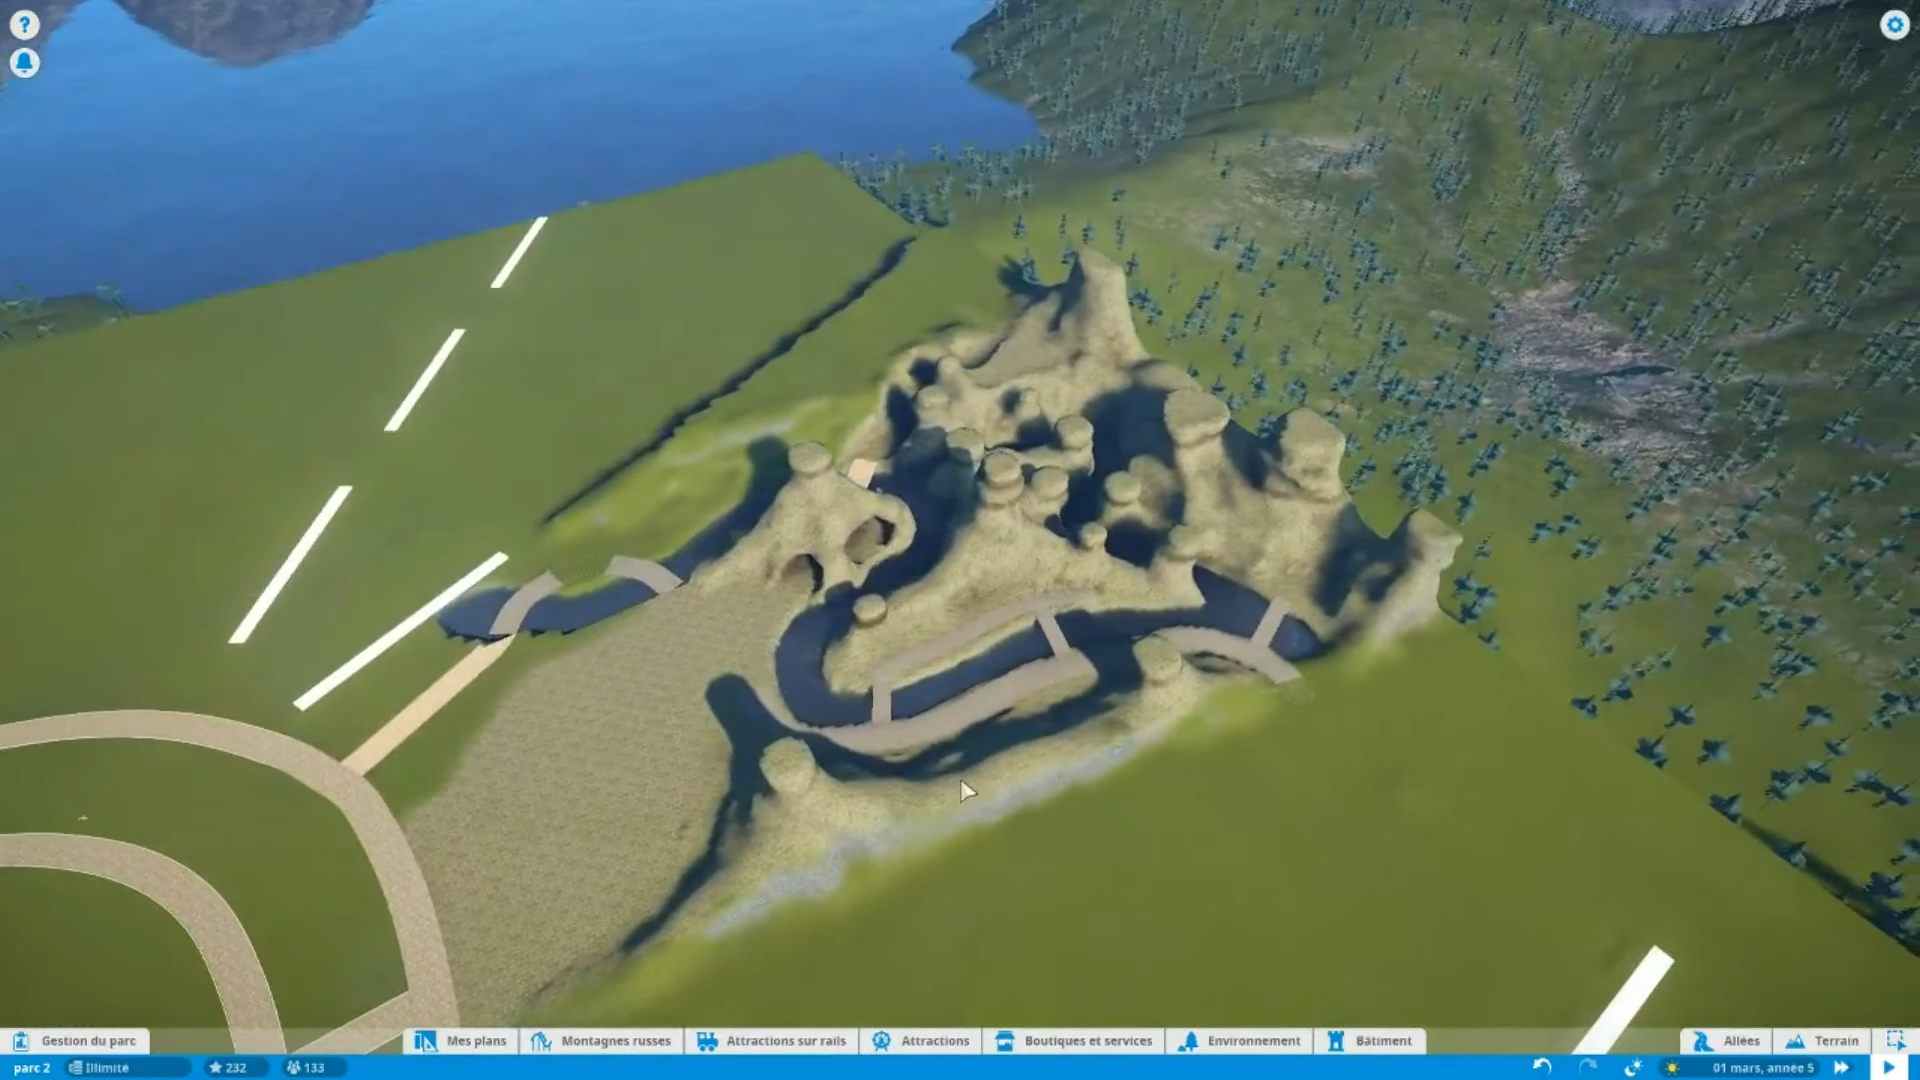 Gestion du parc
Mes plans
Montagnes russes
Attractions sur rails
Attractions
Boutiques et services
Environnement
Bâtiment
Allées
Terrain
parc 2
Illimité
232
133
01 mars, année 5